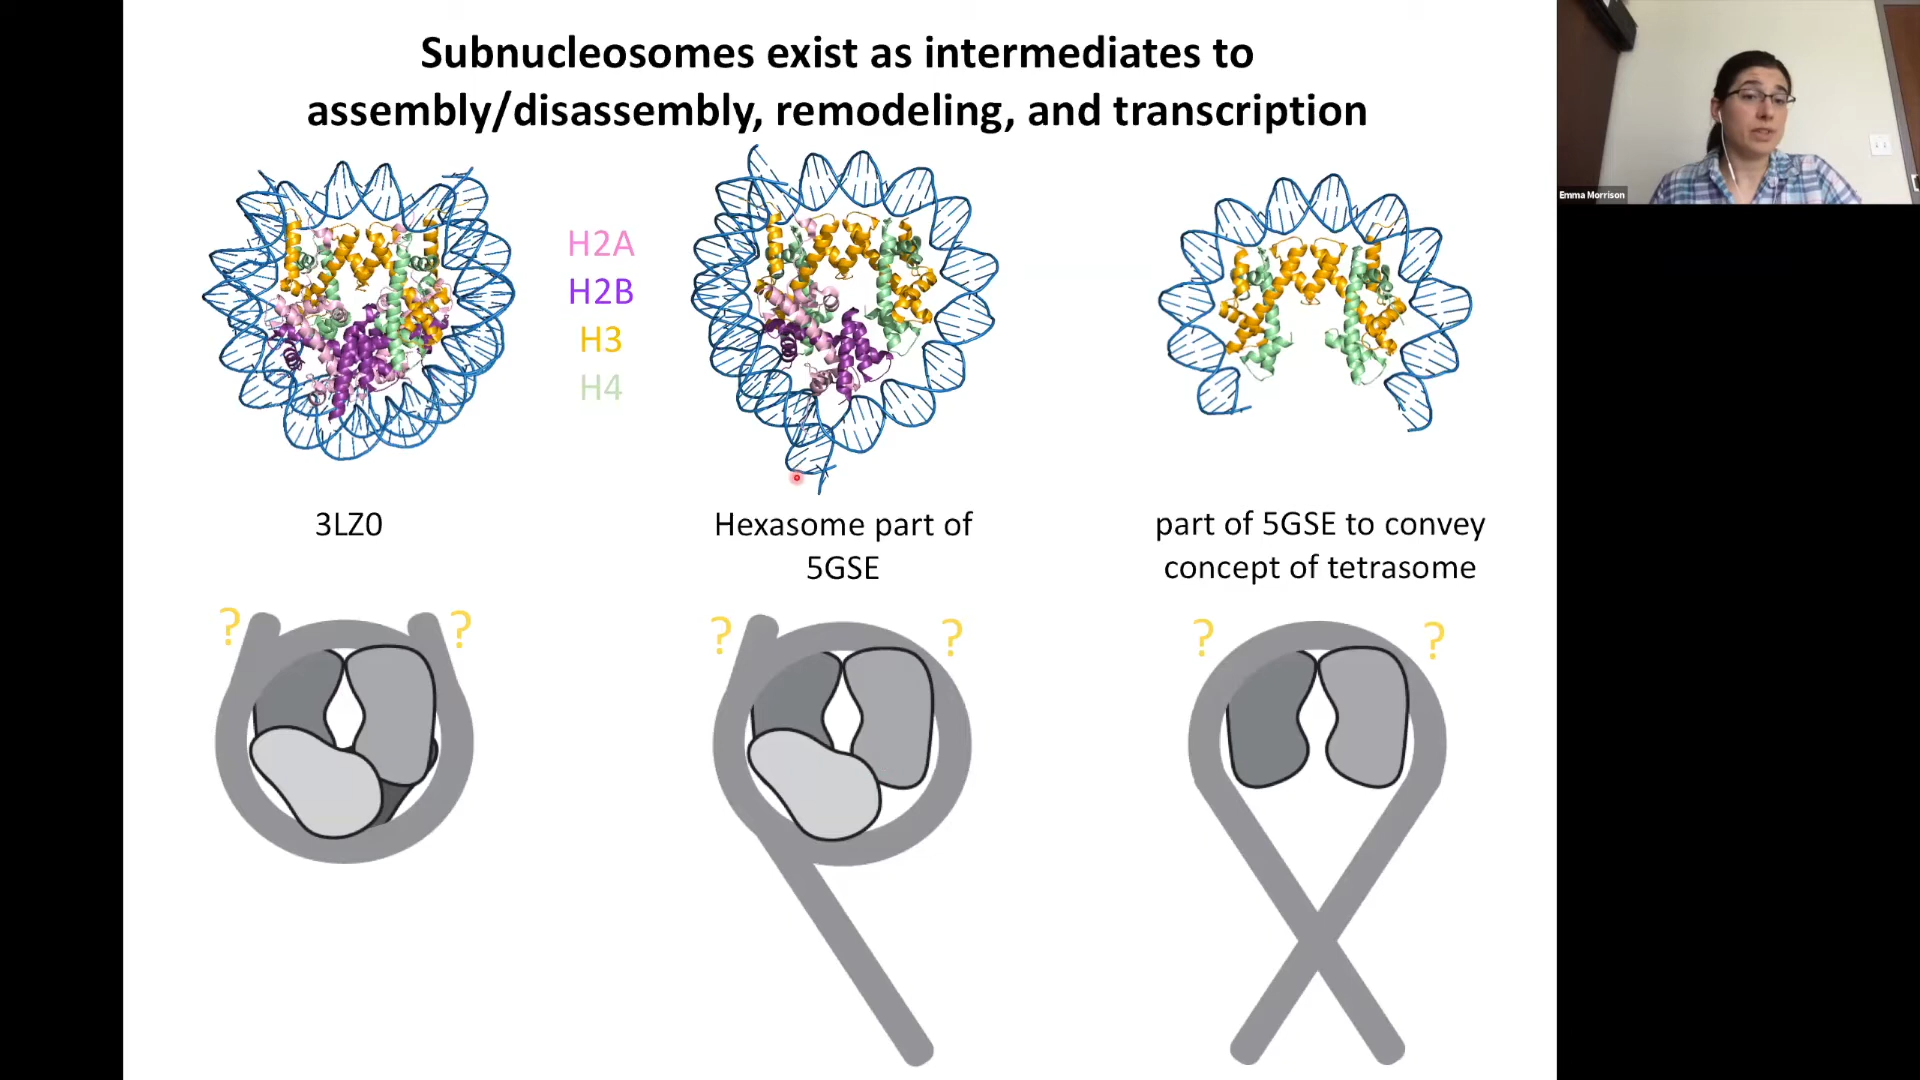 Subnucleosomes exist as intermediates to
assembly/disassembly, remodeling, and transcription
H2A
H2B
H3
H4
Emma Morrison
3LZ0
Hexasome part of
5GSE
part of 5GSE to convey
concept of tetrasome
? ? ? ? ? ?